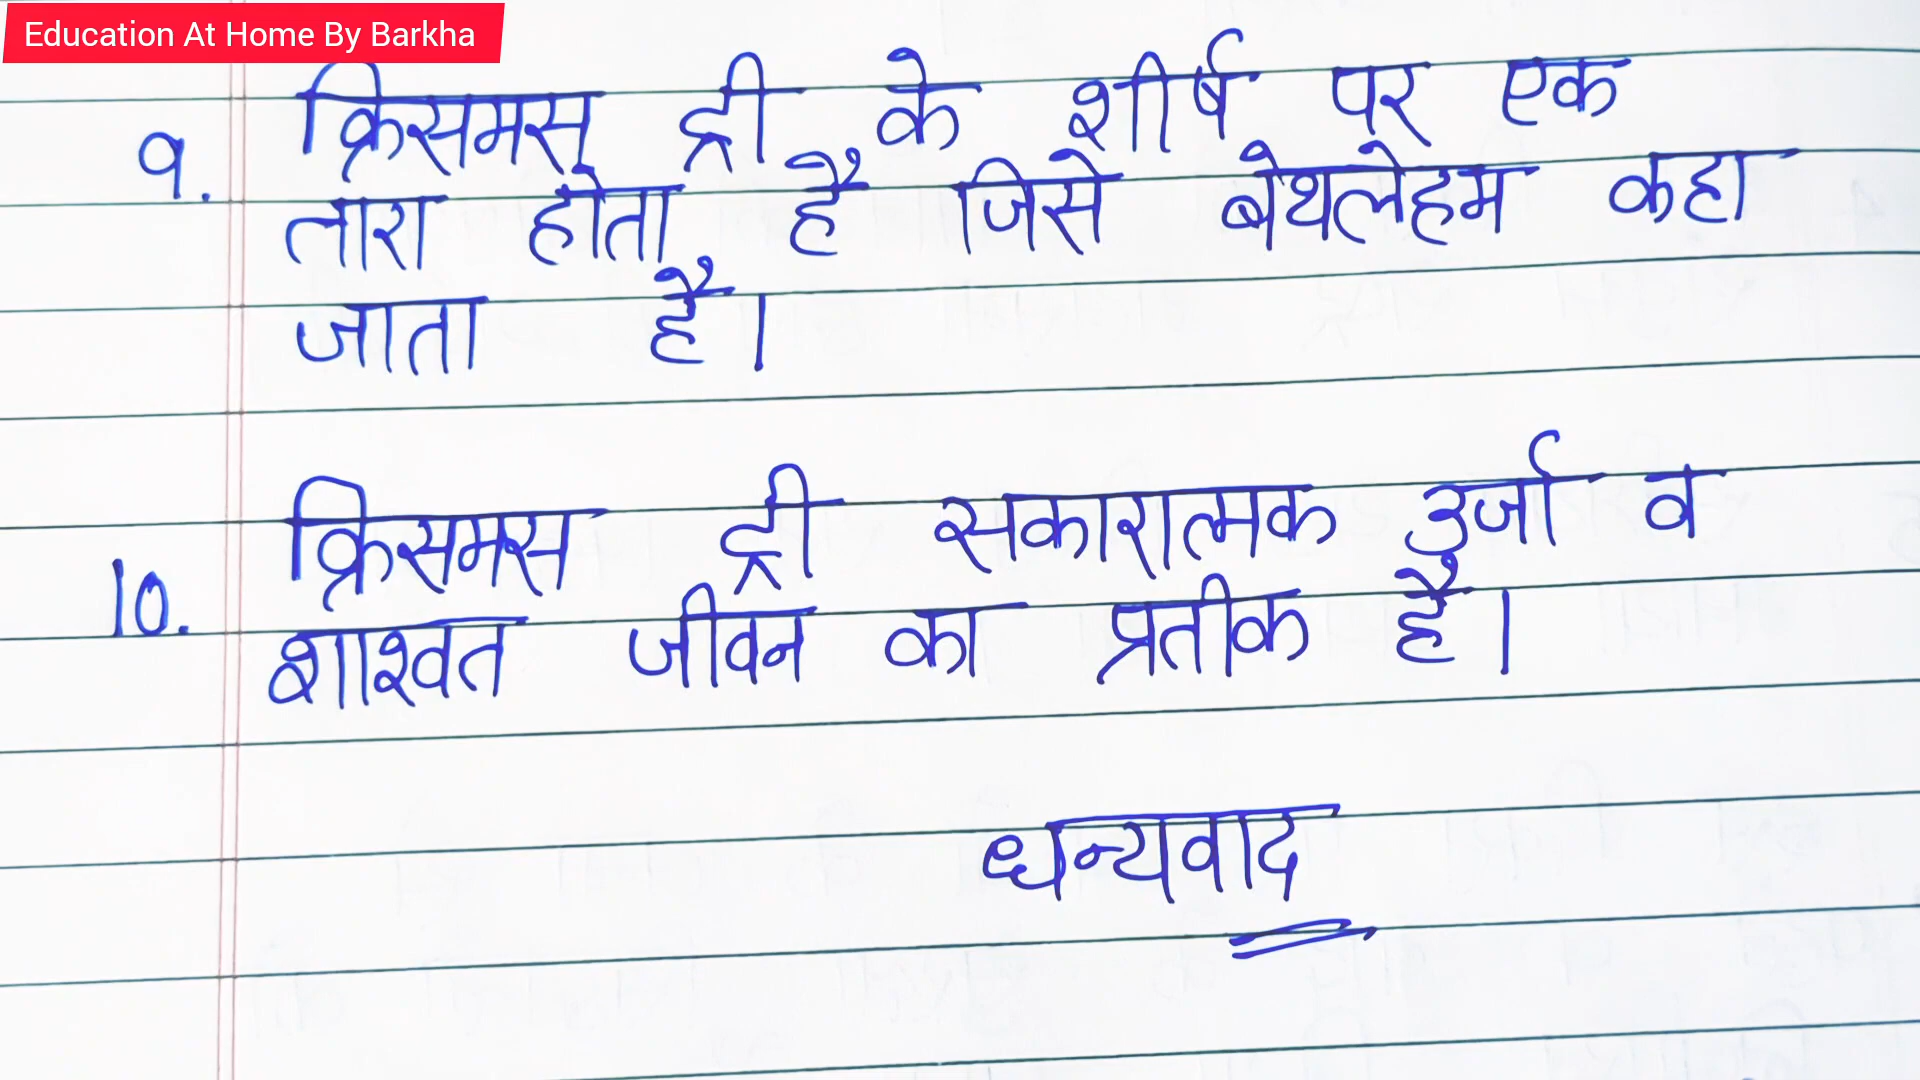 Education At Home By Barkha
9. क्रिसमस ट्री के शीर्ष पर एक
तारा होता है जिसे बेथलेहम कहा
जाता है।
10. क्रिसमस ट्री सकारात्मक उर्जा व
शाश्वत जीवन का प्रतीक है।
धन्यवाद